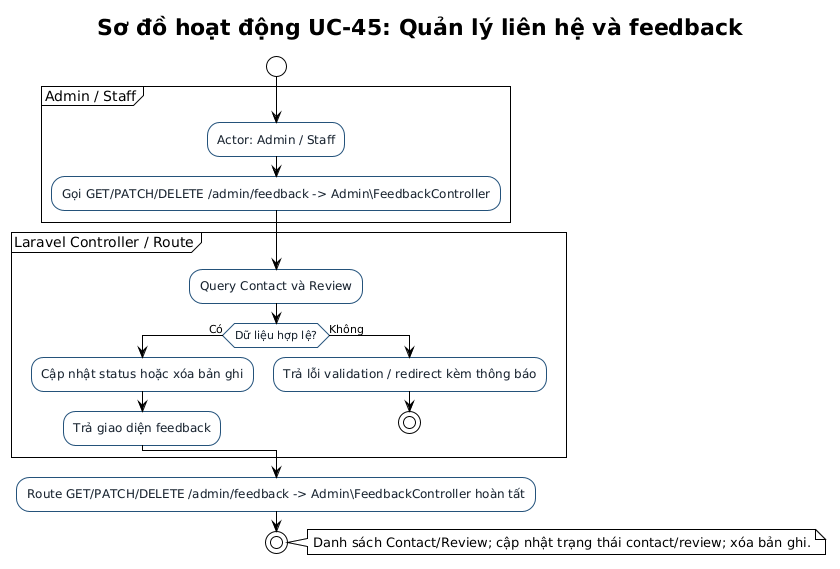 Sơ đồ hoạt động UC-45: Quản lý liên hệ và feedback
Admin / Staff
Actor: Admin / Staff
Gọi GET/PATCH/DELETE /admin/feedback -> Admin\FeedbackController
Laravel Controller / Route
Query Contact và Review
Có
Dữ liệu hợp lệ?
Không
Cập nhật status hoặc xóa bản ghi
Trả lỗi validation / redirect kèm thông báo
Trả giao diện feedback
Route GET/PATCH/DELETE /admin/feedback -> Admin\FeedbackController hoàn tất
Danh sách Contact/Review; cập nhật trạng thái contact/review; xóa bản ghi.